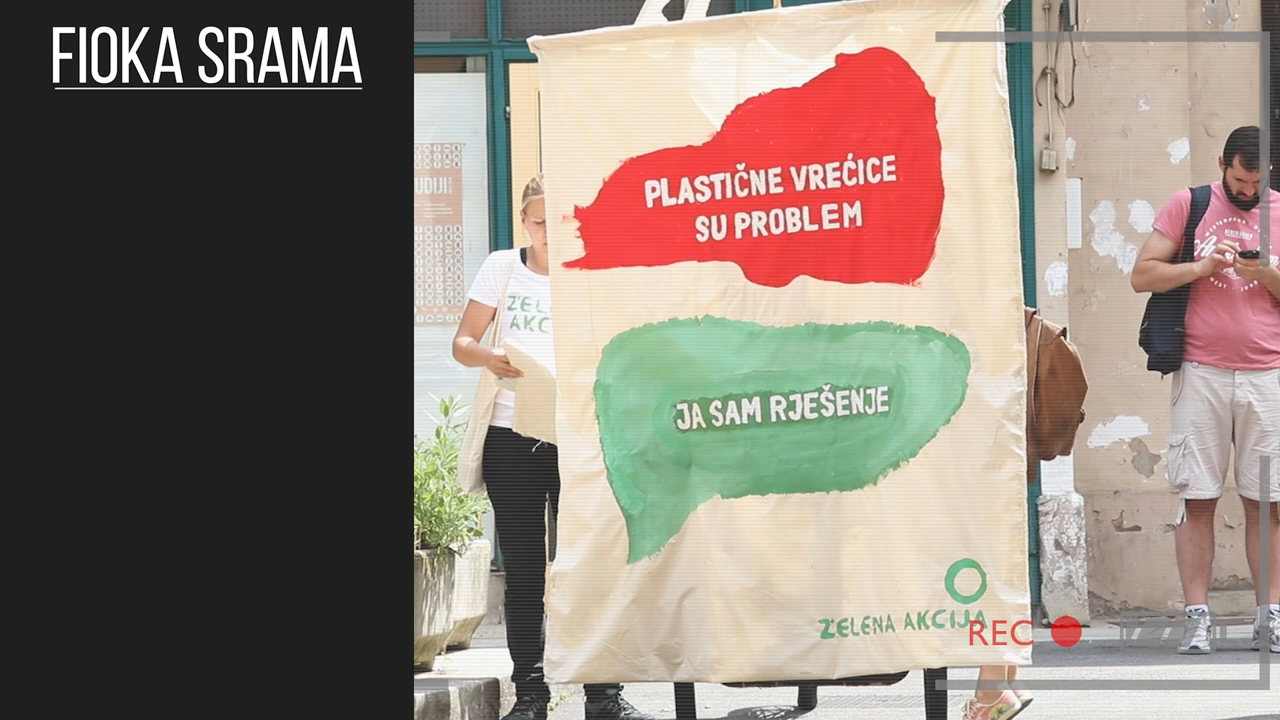 FIOKA SRAMA
PLASTIČNE VREĆICE
SU PROBLEM
JA SAM RJEŠENJE
ZELENA AKCIJA
REC